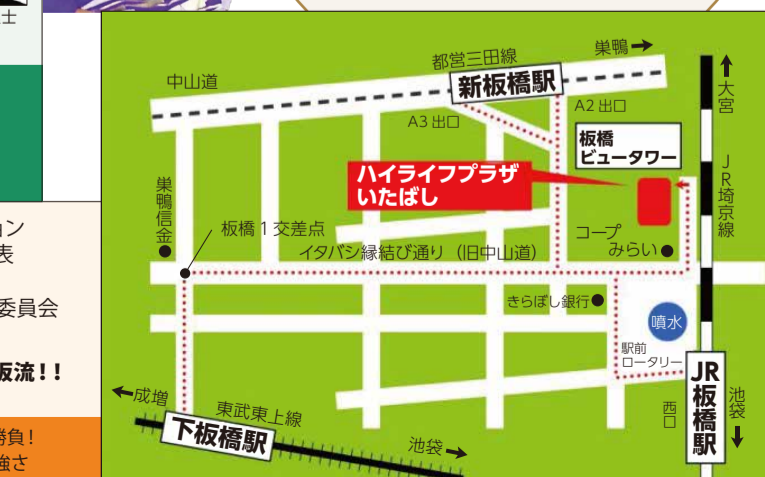 士
ョン
表
委員会
反流！！
勝負！
強さ
中山道
都営三田線
巣鴨→
新板橋駅
A3 出口
A2 出口
↑大宮
JR埼京線
板橋
ビュータワー
ハイライフプラザ
いたばし
巣鴨信金
板橋 1 交差点
イタバシ縁結び通り（旧中山道）
コープ
みらい
きらぼし銀行
噴水
駅前
ロータリー
JR
板橋駅
西口
池袋↓
←成増
東武東上線
下板橋駅
池袋→